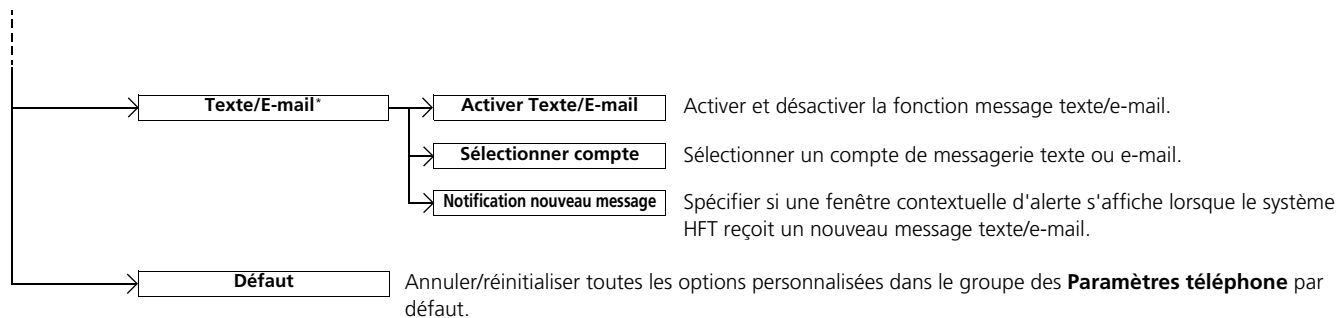 Texte/E-mail*
Activer Texte/E-mail
Activer et désactiver la fonction message texte/e-mail.
Sélectionner compte
Sélectionner un compte de messagerie texte ou e-mail.
Notification nouveau message
Spécifier si une fenêtre contextuelle d'alerte s'affiche lorsque le système
HFT reçoit un nouveau message texte/e-mail.
Défaut
Annuler/réinitialiser toutes les options personnalisées dans le groupe des Paramètres téléphone par
défaut.